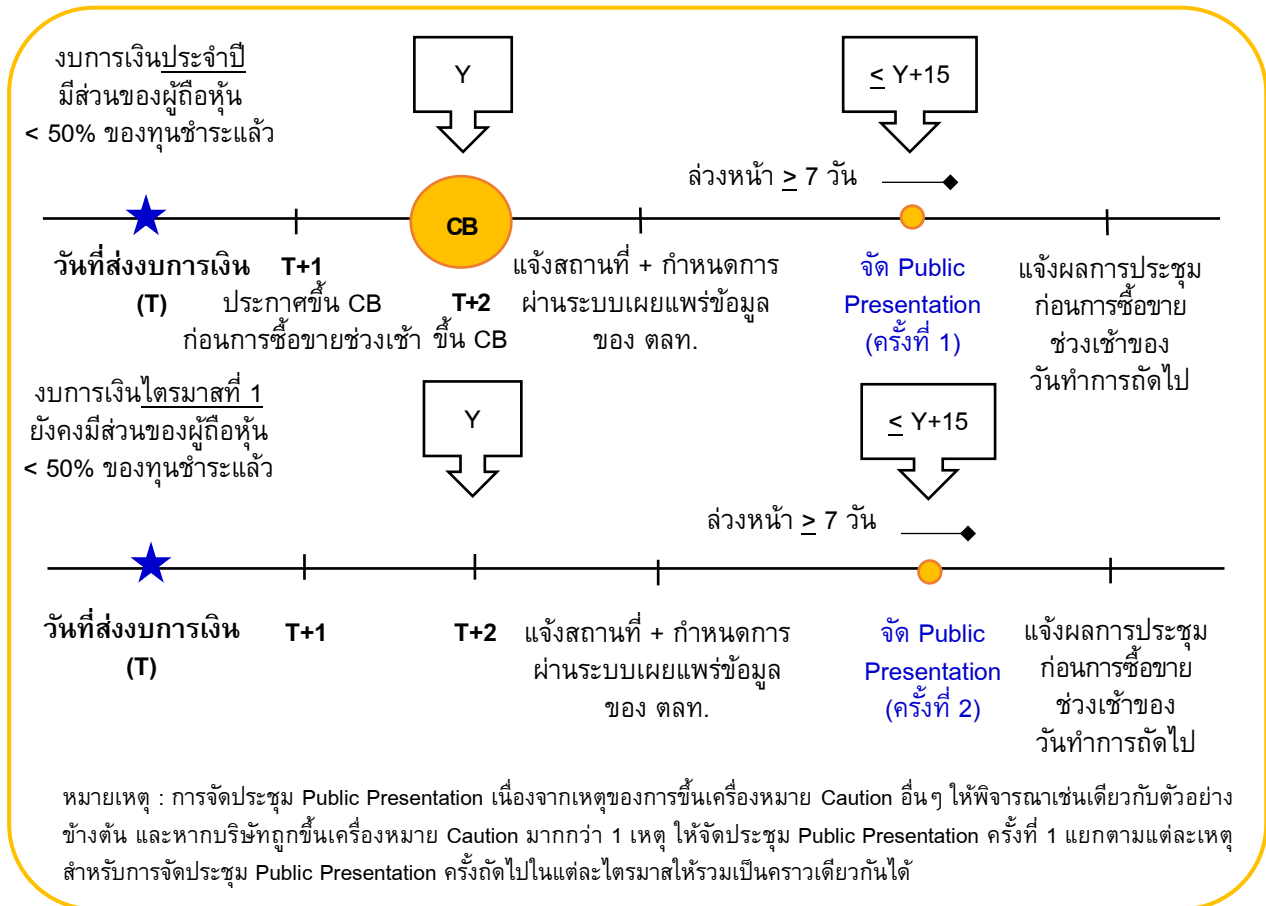 งบการเงินประจำปี
มีส่วนของผู้ถือหุ้น
< 50% ของทุนชำระแล้ว
Y
≤ Y+15
ล่วงหน้า ≥ 7 วัน
CB
วันที่ส่งงบการเงิน
(T)
T+1
ประกาศขึ้น CB
ก่อนการซื้อขายช่วงเช้า
T+2
ขึ้น CB
แจ้งสถานที่ + กำหนดการ
ผ่านระบบเผยแพร่ข้อมูล
ของ ตลท.
จัด Public
Presentation
(ครั้งที่ 1)
แจ้งผลการประชุม
ก่อนการซื้อขาย
ช่วงเช้าของ
วันทำการถัดไป
งบการเงินไตรมาสที่ 1
ยังคงมีส่วนของผู้ถือหุ้น
< 50% ของทุนชำระแล้ว
Y
≤ Y+15
ล่วงหน้า ≥ 7 วัน
วันที่ส่งงบการเงิน
(T)
T+1
T+2
แจ้งสถานที่ + กำหนดการ
ผ่านระบบเผยแพร่ข้อมูล
ของ ตลท.
จัด Public
Presentation
(ครั้งที่ 2)
แจ้งผลการประชุม
ก่อนการซื้อขาย
ช่วงเช้าของ
วันทำการถัดไป
หมายเหตุ : การจัดประชุม Public Presentation เนื่องจากเหตุของการขึ้นเครื่องหมาย Caution อื่นๆ ให้พิจารณาเช่นเดียวกับตัวอย่าง
ข้างต้น และหากบริษัทถูกขึ้นเครื่องหมาย Caution มากกว่า 1 เหตุ ให้จัดประชุม Public Presentation ครั้งที่ 1 แยกตามแต่ละเหตุ
สำหรับการจัดประชุม Public Presentation ครั้งถัดไปในแต่ละไตรมาสให้รวมเป็นคราวเดียวกันได้